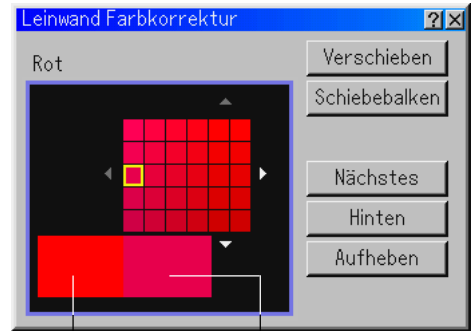 Leinwand Farbkorrektur
Rot
Verschieben
Schiebebalken
Nächstes
Hinten
Aufheben